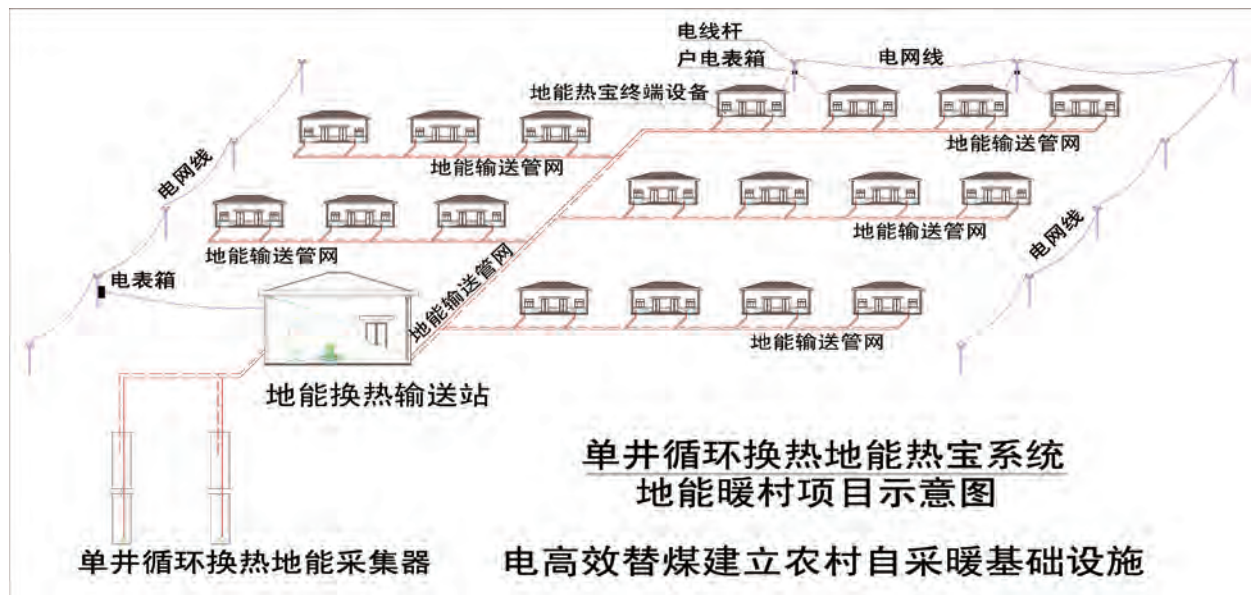 电线杆
户电表箱
电网线
地能热宝终端设备
地能输送管网
地能输送管网
电网线
地能输送管网
地能输送管网
电网线
电表箱
地能输送管网
地能输送管网
地能换热输送站
单井循环换热地能热宝系统
地能暖村项目示意图
单井循环换热地能采集器
电高效替煤建立农村自采暖基础设施